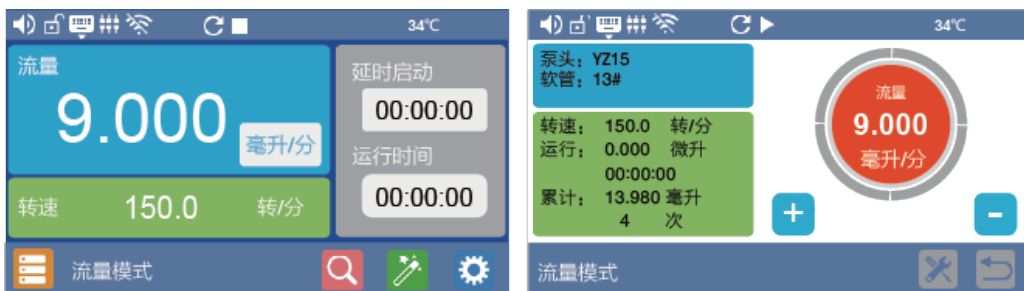 34℃
流量
9.000 毫升/分
转速 150.0 转/分
延时启动
00:00:00
运行时间
00:00:00
流量模式
34℃
泵头：YZ15
软管：13#
转速： 150.0 转/分
运行： 0.000 微升
00:00:00
累计： 13.980 毫升
4 次
流量
9.000
毫升/分
+
-
流量模式